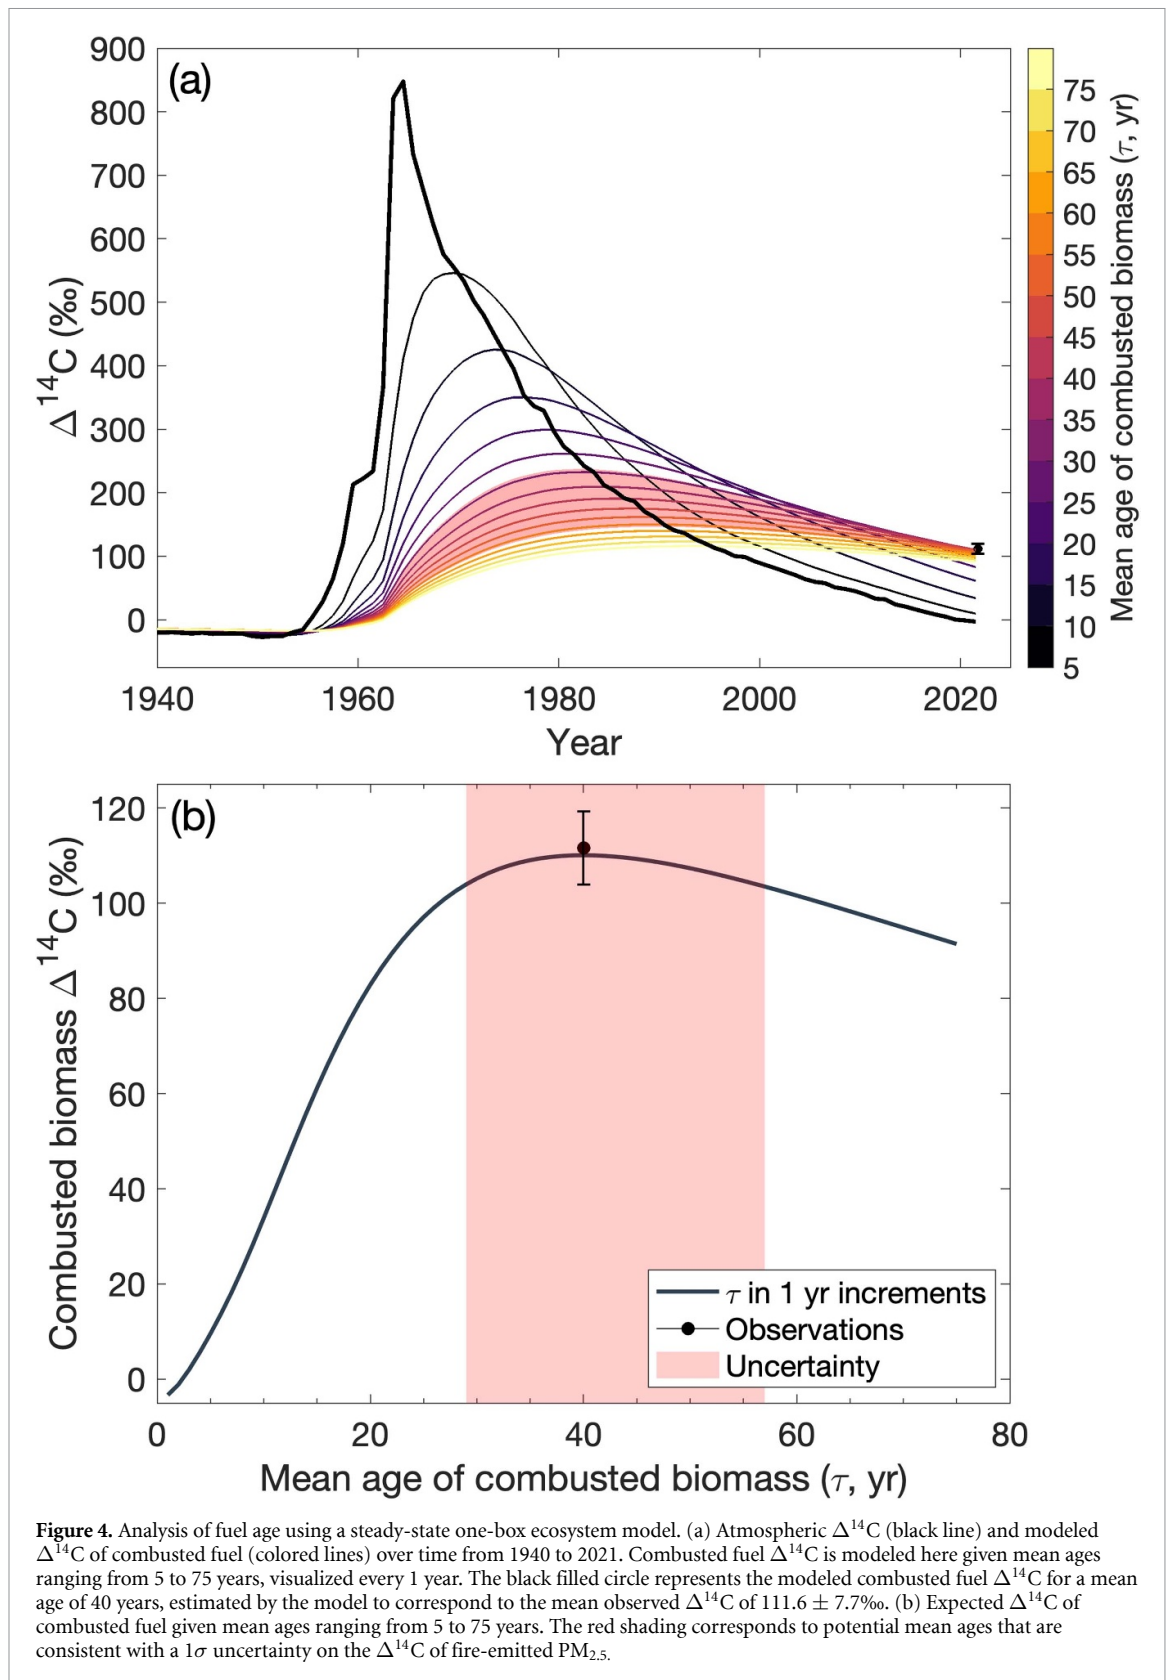 (a)
900
800
700
600
500
400
300
200
100
0
Δ¹⁴C (‰)
1940 1960 1980 2000 2020
Year
75
70
65
60
55
50
45
40
35
30
25
20
15
10
5
Mean age of combusted biomass (τ, yr)
(b)
120
100
80
60
40
20
0
Combusted biomass Δ¹⁴C (‰)
τ in 1 yr increments
Observations
Uncertainty
0 20 40 60 80
Mean age of combusted biomass (τ, yr)
Figure 4. Analysis of fuel age using a steady-state one-box ecosystem model. (a) Atmospheric Δ¹⁴C (black line) and modeled
Δ¹⁴C of combusted fuel (colored lines) over time from 1940 to 2021. Combusted fuel Δ¹⁴C is modeled here given mean ages
ranging from 5 to 75 years, visualized every 1 year. The black filled circle represents the modeled combusted fuel Δ¹⁴C for a mean
age of 40 years, estimated by the model to correspond to the mean observed Δ¹⁴C of 111.6 ± 7.7‰. (b) Expected Δ¹⁴C of
combusted fuel given mean ages ranging from 5 to 75 years. The red shading corresponds to potential mean ages that are
consistent with a 1σ uncertainty on the Δ¹⁴C of fire-emitted PM₂.₅.